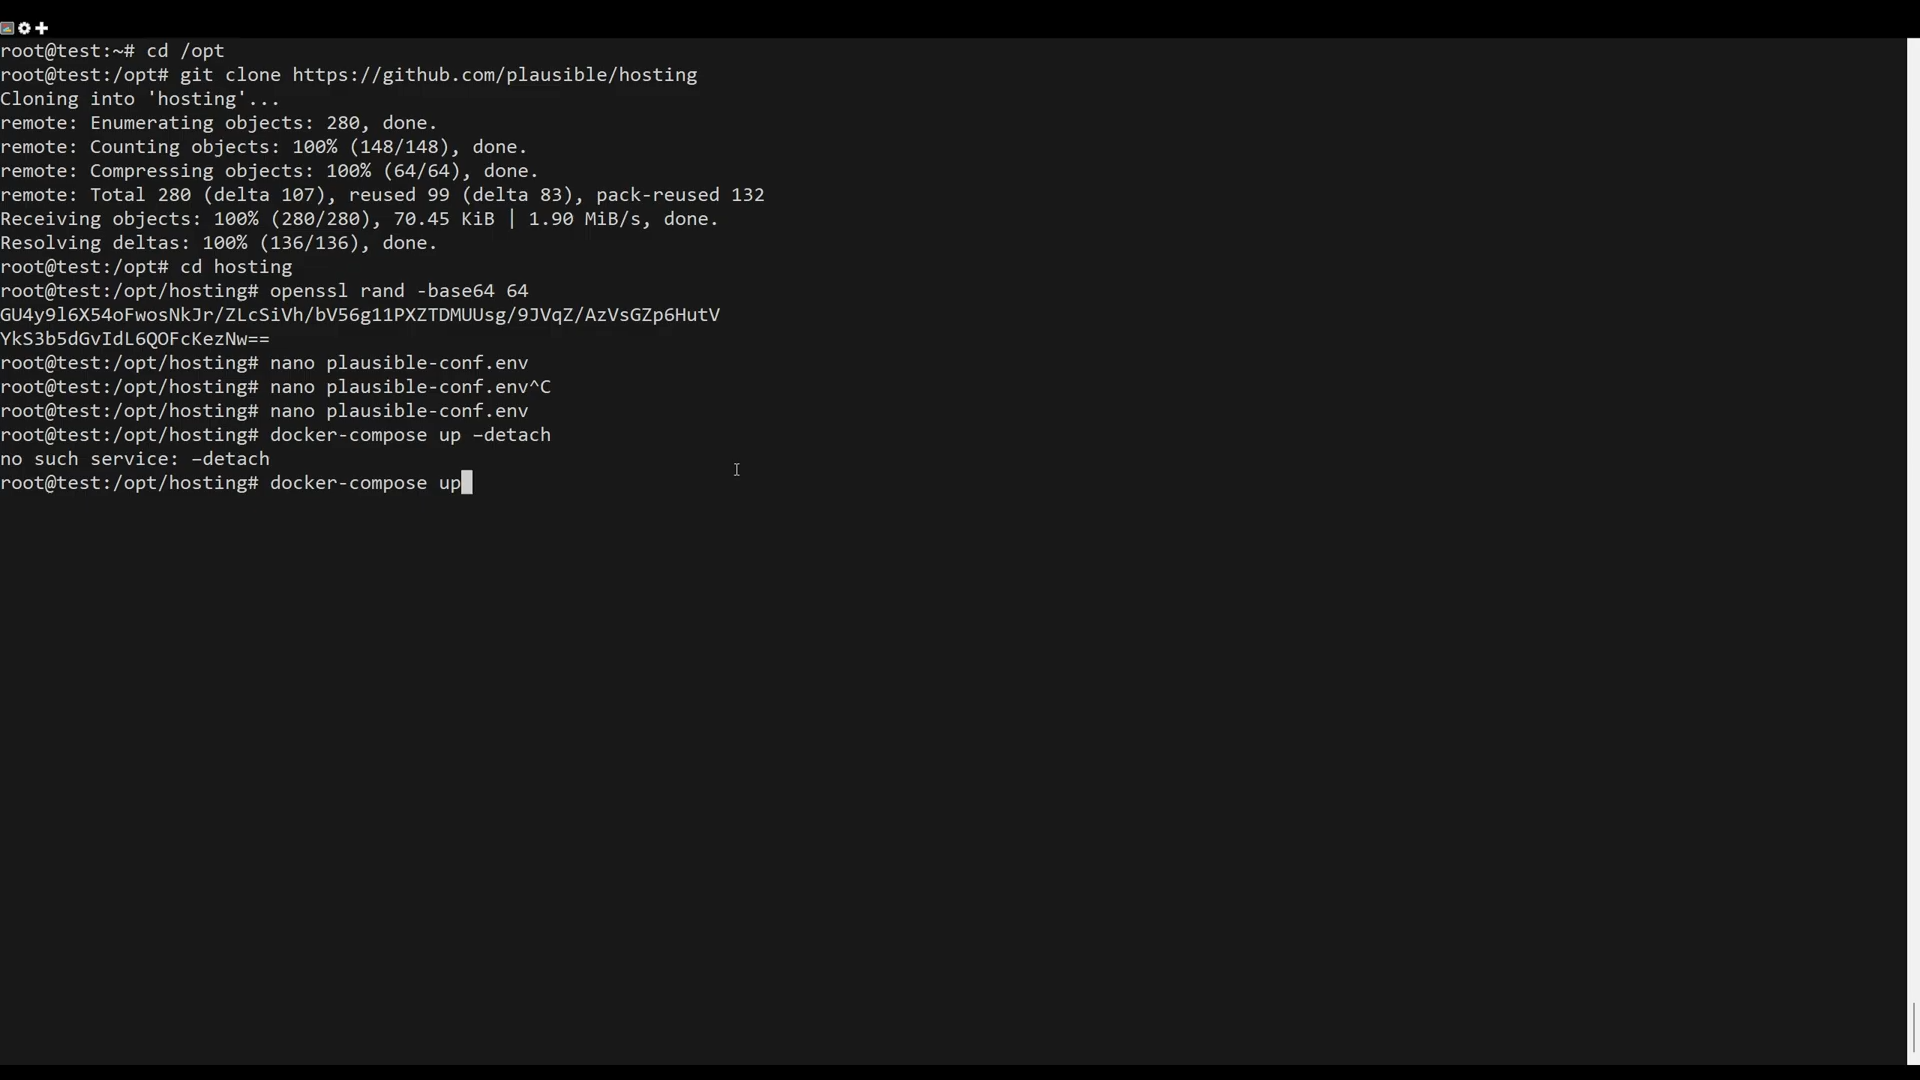 root@test:~# cd /opt
root@test:/opt# git clone https://github.com/plausible/hosting
Cloning into 'hosting'...
remote: Enumerating objects: 280, done.
remote: Counting objects: 100% (148/148), done.
remote: Compressing objects: 100% (64/64), done.
remote: Total 280 (delta 107), reused 99 (delta 83), pack-reused 132
Receiving objects: 100% (280/280), 70.45 KiB | 1.90 MiB/s, done.
Resolving deltas: 100% (136/136), done.
root@test:/opt# cd hosting
root@test:/opt/hosting# openssl rand -base64 64
GU4y9l6X54oFwosNkJr/ZLcSiVh/bV56g11PXZTDMUUsg/9JVqZ/AzVsGZp6HutV
YkS3b5dGvIdL6QOFcKezNw==
root@test:/opt/hosting# nano plausible-conf.env
root@test:/opt/hosting# nano plausible-conf.env^C
root@test:/opt/hosting# nano plausible-conf.env
root@test:/opt/hosting# docker-compose up –detach
no such service: –detach
root@test:/opt/hosting# docker-compose up